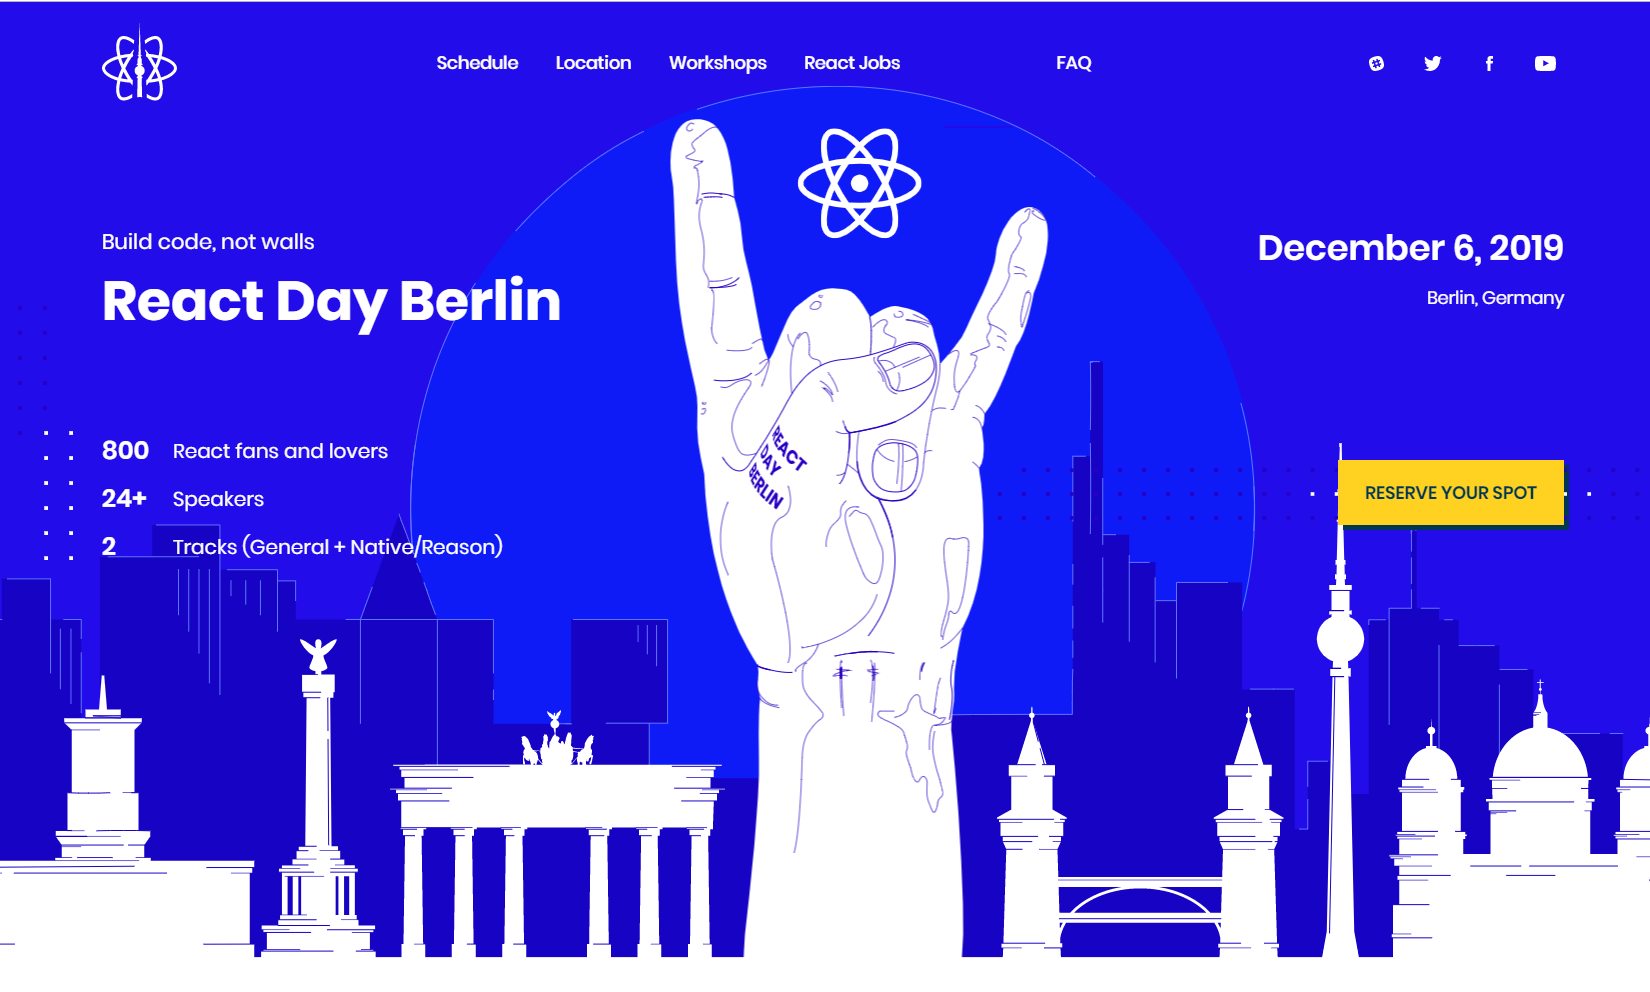 Schedule Location Workshops React Jobs FAQ
Build code, not walls
React Day Berlin
December 6, 2019
Berlin, Germany
800 React fans and lovers
24+ Speakers
2 Tracks (General + Native/Reason)
REACT
DAY
BERLIN
RESERVE YOUR SPOT